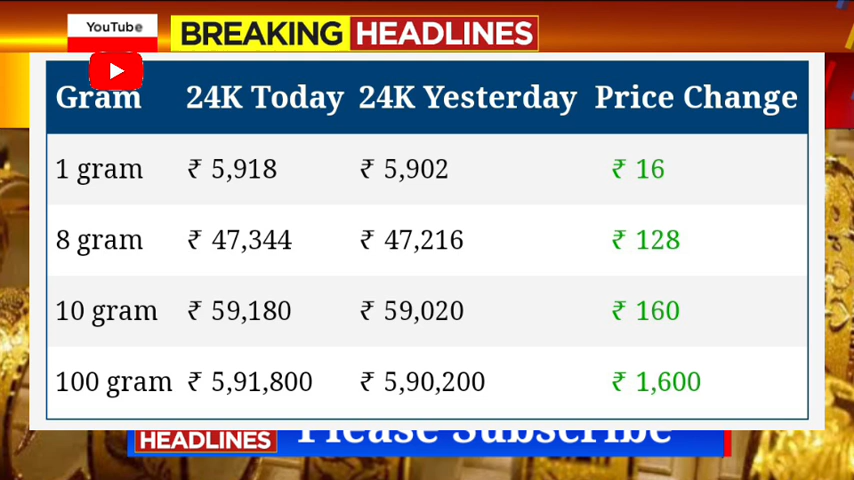 YouTube
BREAKING HEADLINES
Gram 24K Today 24K Yesterday Price Change
1 gram ₹ 5,918 ₹ 5,902 ₹ 16
8 gram ₹ 47,344 ₹ 47,216 ₹ 128
10 gram ₹ 59,180 ₹ 59,020 ₹ 160
100 gram ₹ 5,91,800 ₹ 5,90,200 ₹ 1,600
HEADLINES Please Subscribe